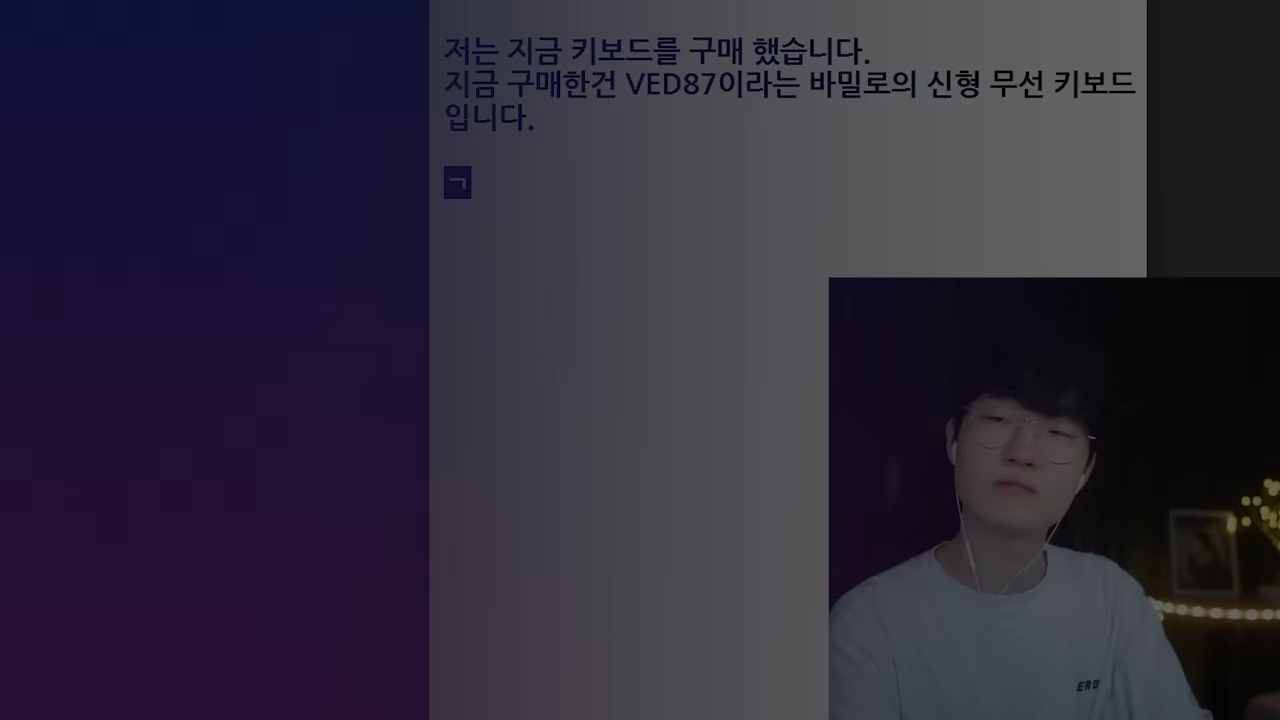 저는 지금 키보드를 구매 했습니다.
지금 구매한건 VED87이라는 바밀로의 신형 무선 키보드
입니다.
ㄱ